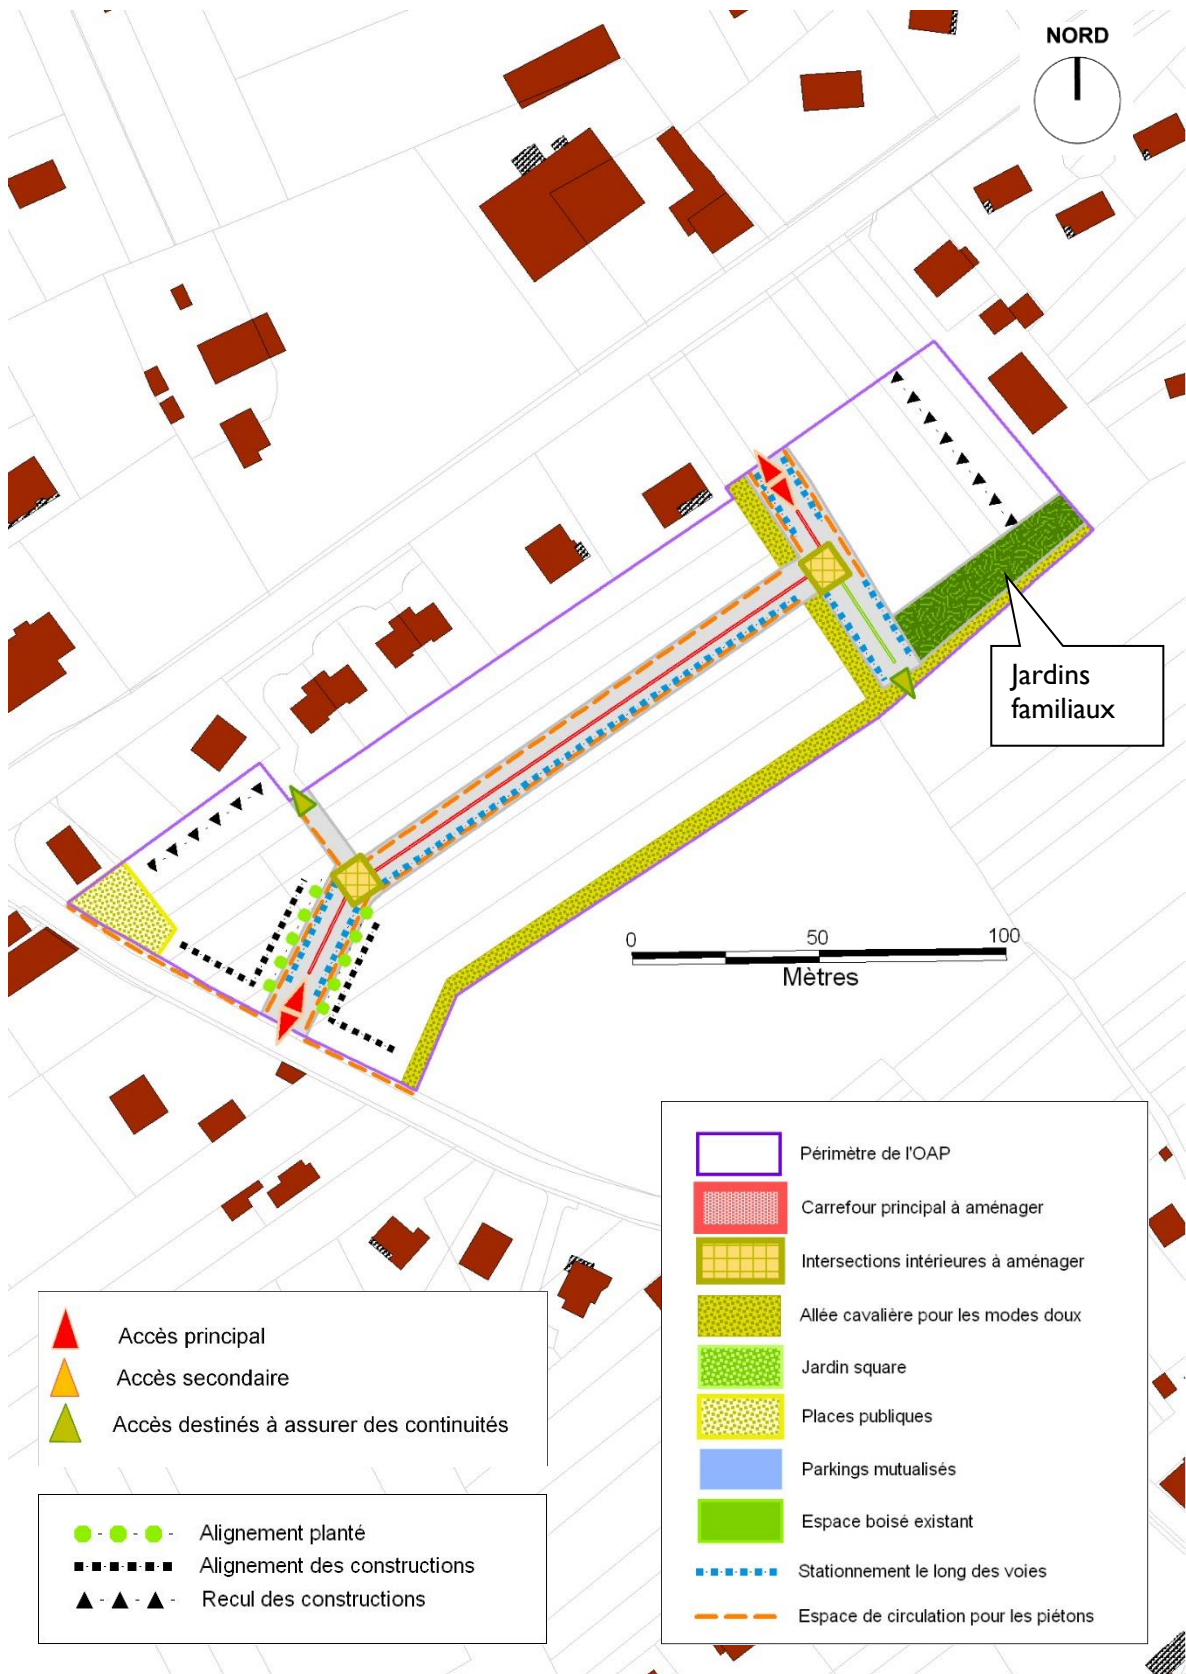 NORD
Jardins
familiaux
0 50 100
Mètres
Périmètre de l'OAP
Carrefour principal à aménager
Intersections intérieures à aménager
Allée cavalière pour les modes doux
Jardin square
Places publiques
Parkings mutualisés
Espace boisé existant
Stationnement le long des voies
Espace de circulation pour les piétons
Accès principal
Accès secondaire
Accès destinés à assurer des continuités
Alignement planté
Alignement des constructions
Recul des constructions